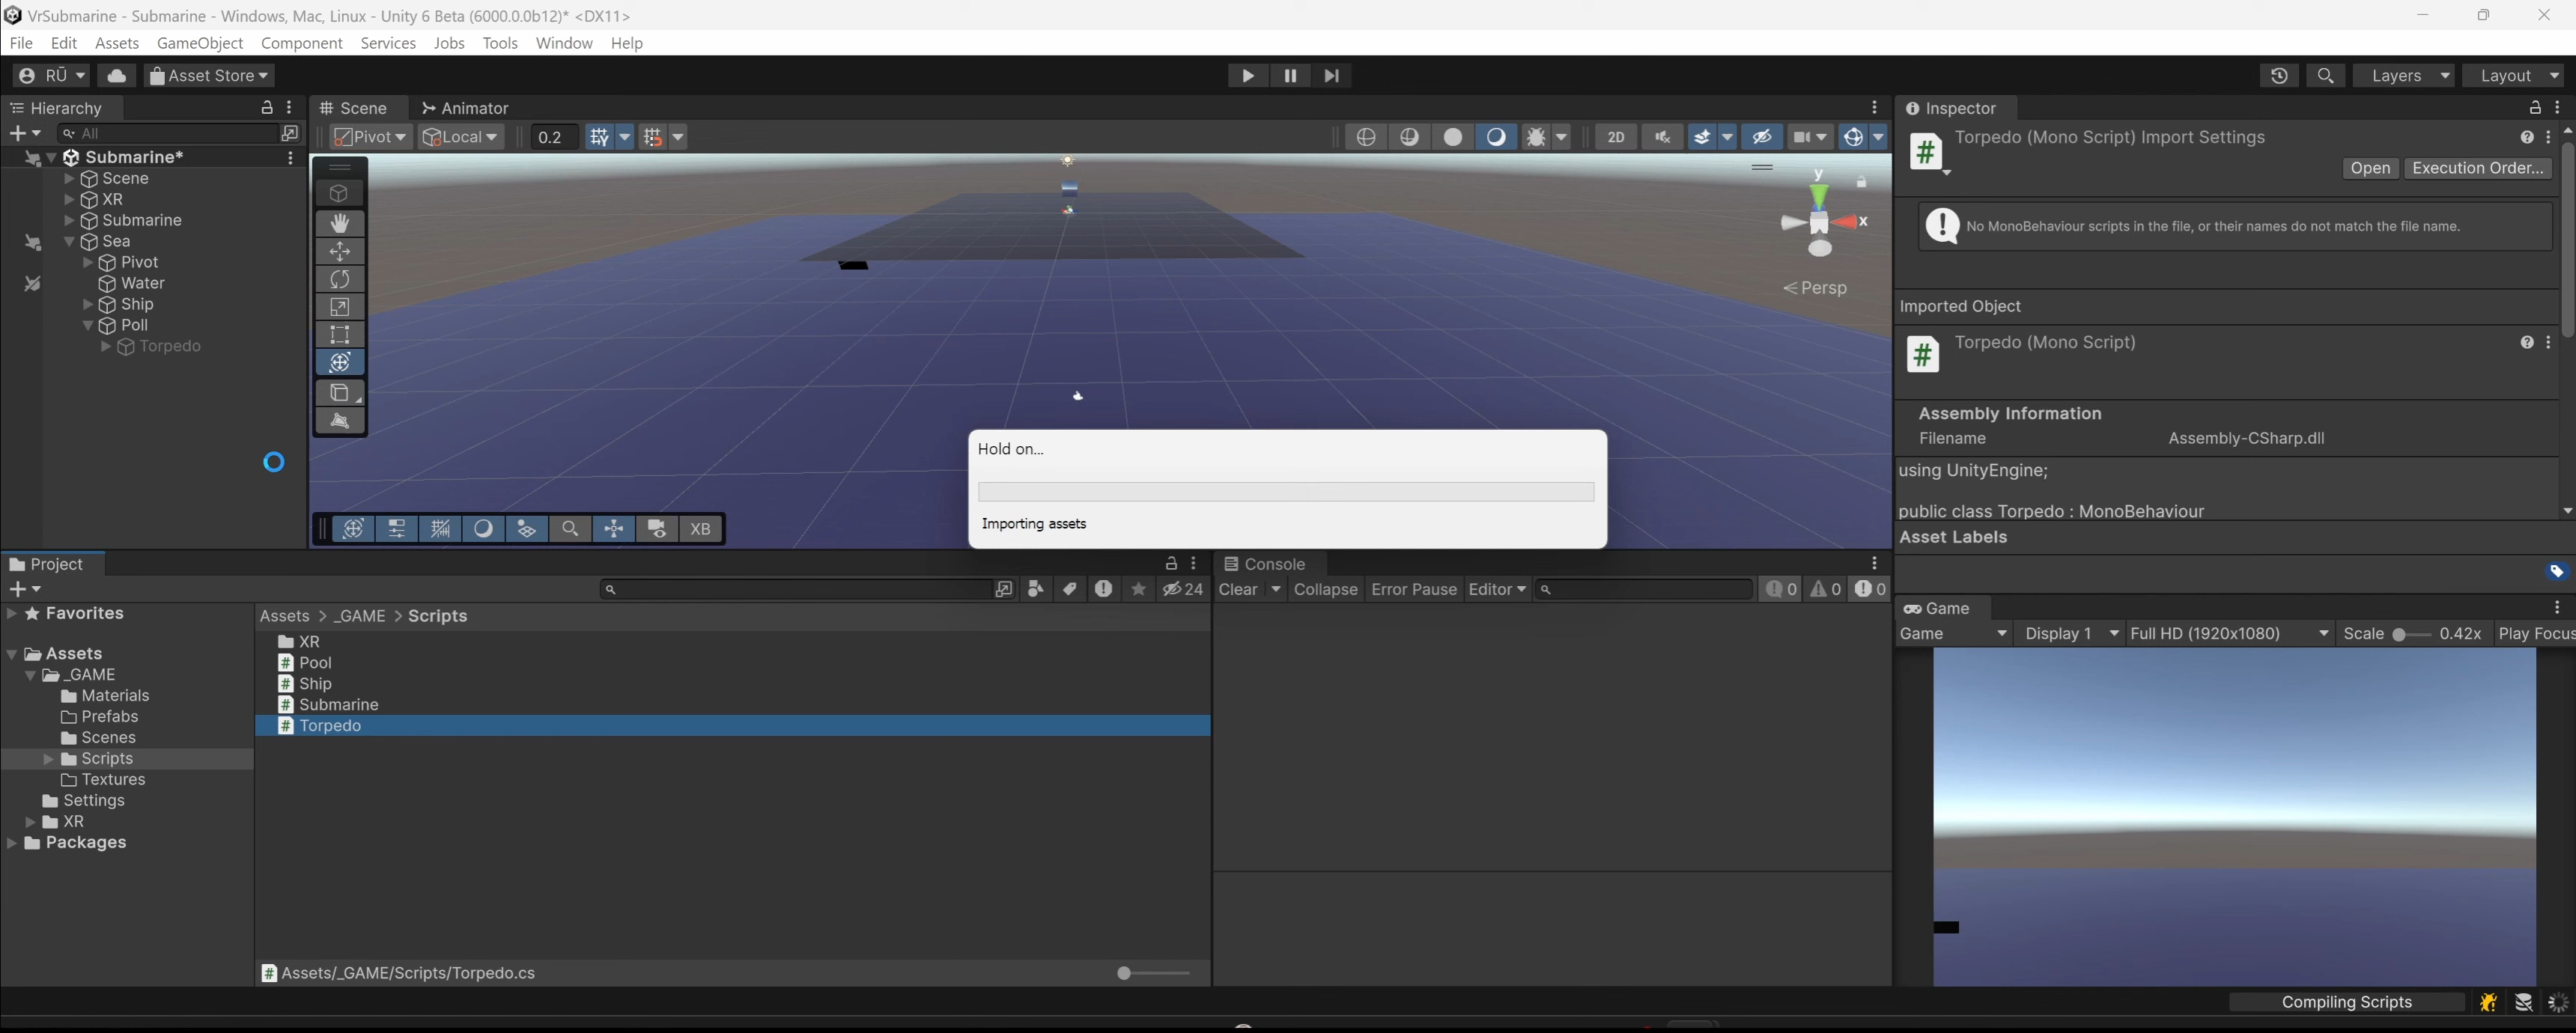 VrSubmarine - Submarine - Windows, Mac, Linux - Unity 6 Beta (6000.0.0b12)* <DX11>
File Edit Assets GameObject Component Services Jobs Tools Window Help
RŪ Asset Store Layers Layout
Hierarchy
All
Submarine*
Scene
XR
Submarine
Sea
Pivot
Water
Ship
Poll
Torpedo
Scene Animator
Pivot Local 0.2 2D
y
x
Persp
XB
Hold on...
Importing assets
Inspector
Torpedo (Mono Script) Import Settings
Open Execution Order...
No MonoBehaviour scripts in the file, or their names do not match the file name.
Imported Object
Torpedo (Mono Script)
Assembly Information
Filename Assembly-CSharp.dll
using UnityEngine;
public class Torpedo : MonoBehaviour
Asset Labels
Project
24
Favorites
Assets
_GAME
Materials
Prefabs
Scenes
Scripts
Textures
Settings
XR
Packages
Assets > _GAME > Scripts
XR
Pool
Ship
Submarine
Torpedo
Assets/_GAME/Scripts/Torpedo.cs
Console
Clear Collapse Error Pause Editor 0 0 0
Game
Game Display 1 Full HD (1920x1080) Scale 0.42x Play Focus
Compiling Scripts